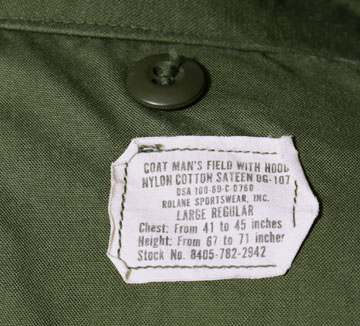 COAT MAN'S FIELD WITH HOOD
NYLON COTTON SATEEN OG-107
DSA 100-69-C-0760
ROLANE SPORTSWEAR, INC.
LARGE REGULAR
Chest: From 41 to 45 inches
Height: From 67 to 71 inches
Stock No. 8405-782-2942